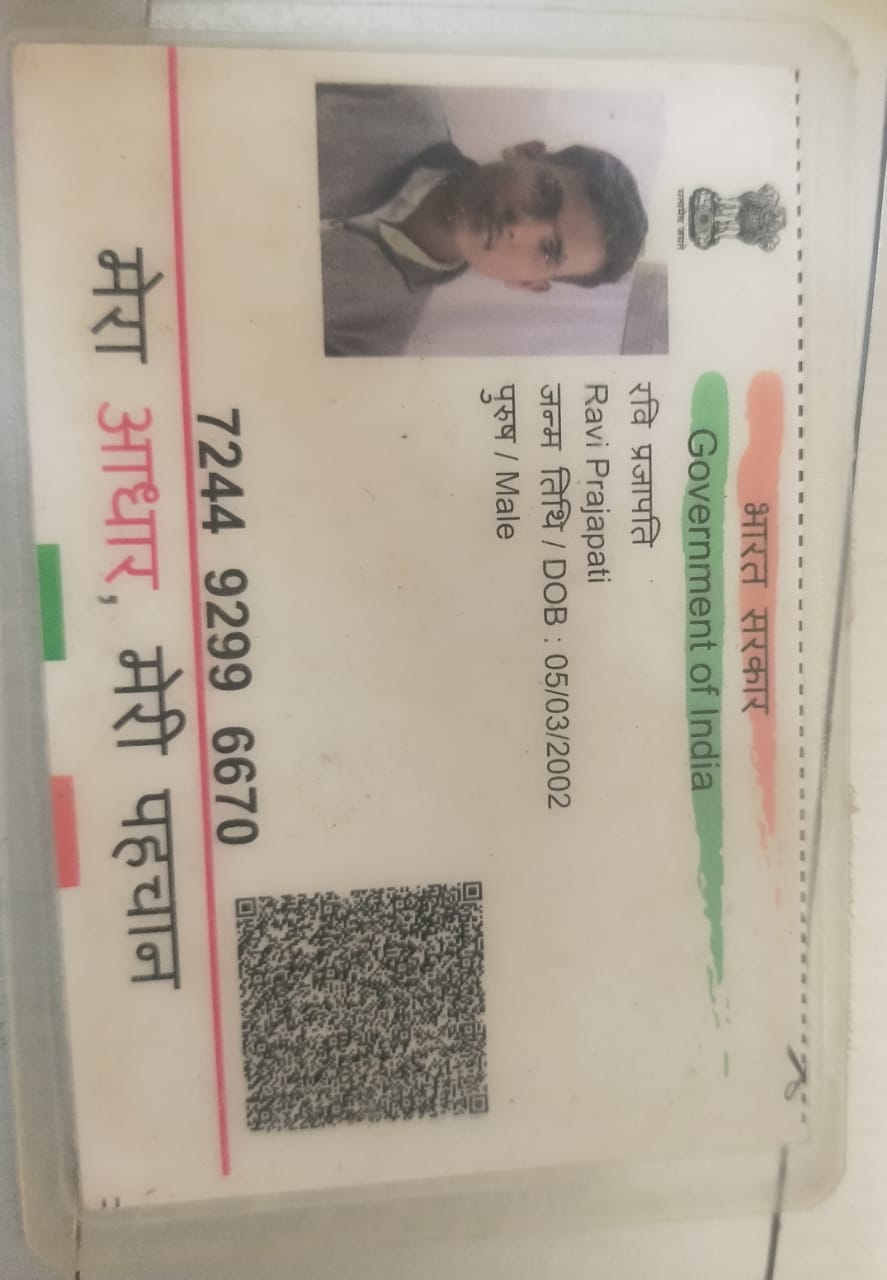 भारत सरकार
Government of India
सत्यमेव जयते
रवि प्रजापति
Ravi Prajapati
जन्म तिथि / DOB : 05/03/2002
पुरुष / Male
7244 9299 6670
मेरा आधार, मेरी पहचान